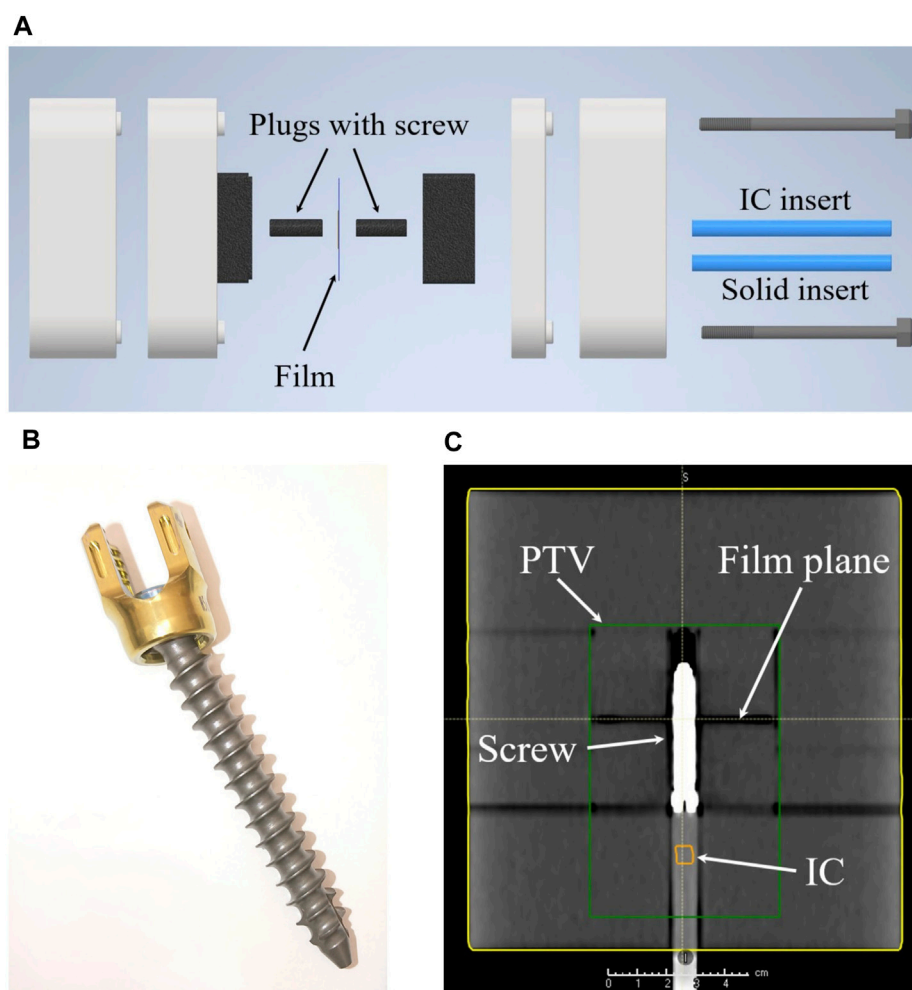 A
Plugs with screw
Film
IC insert
Solid insert
B
C
S
PTV
Film plane
Screw
IC
0 1 2 3 4 cm